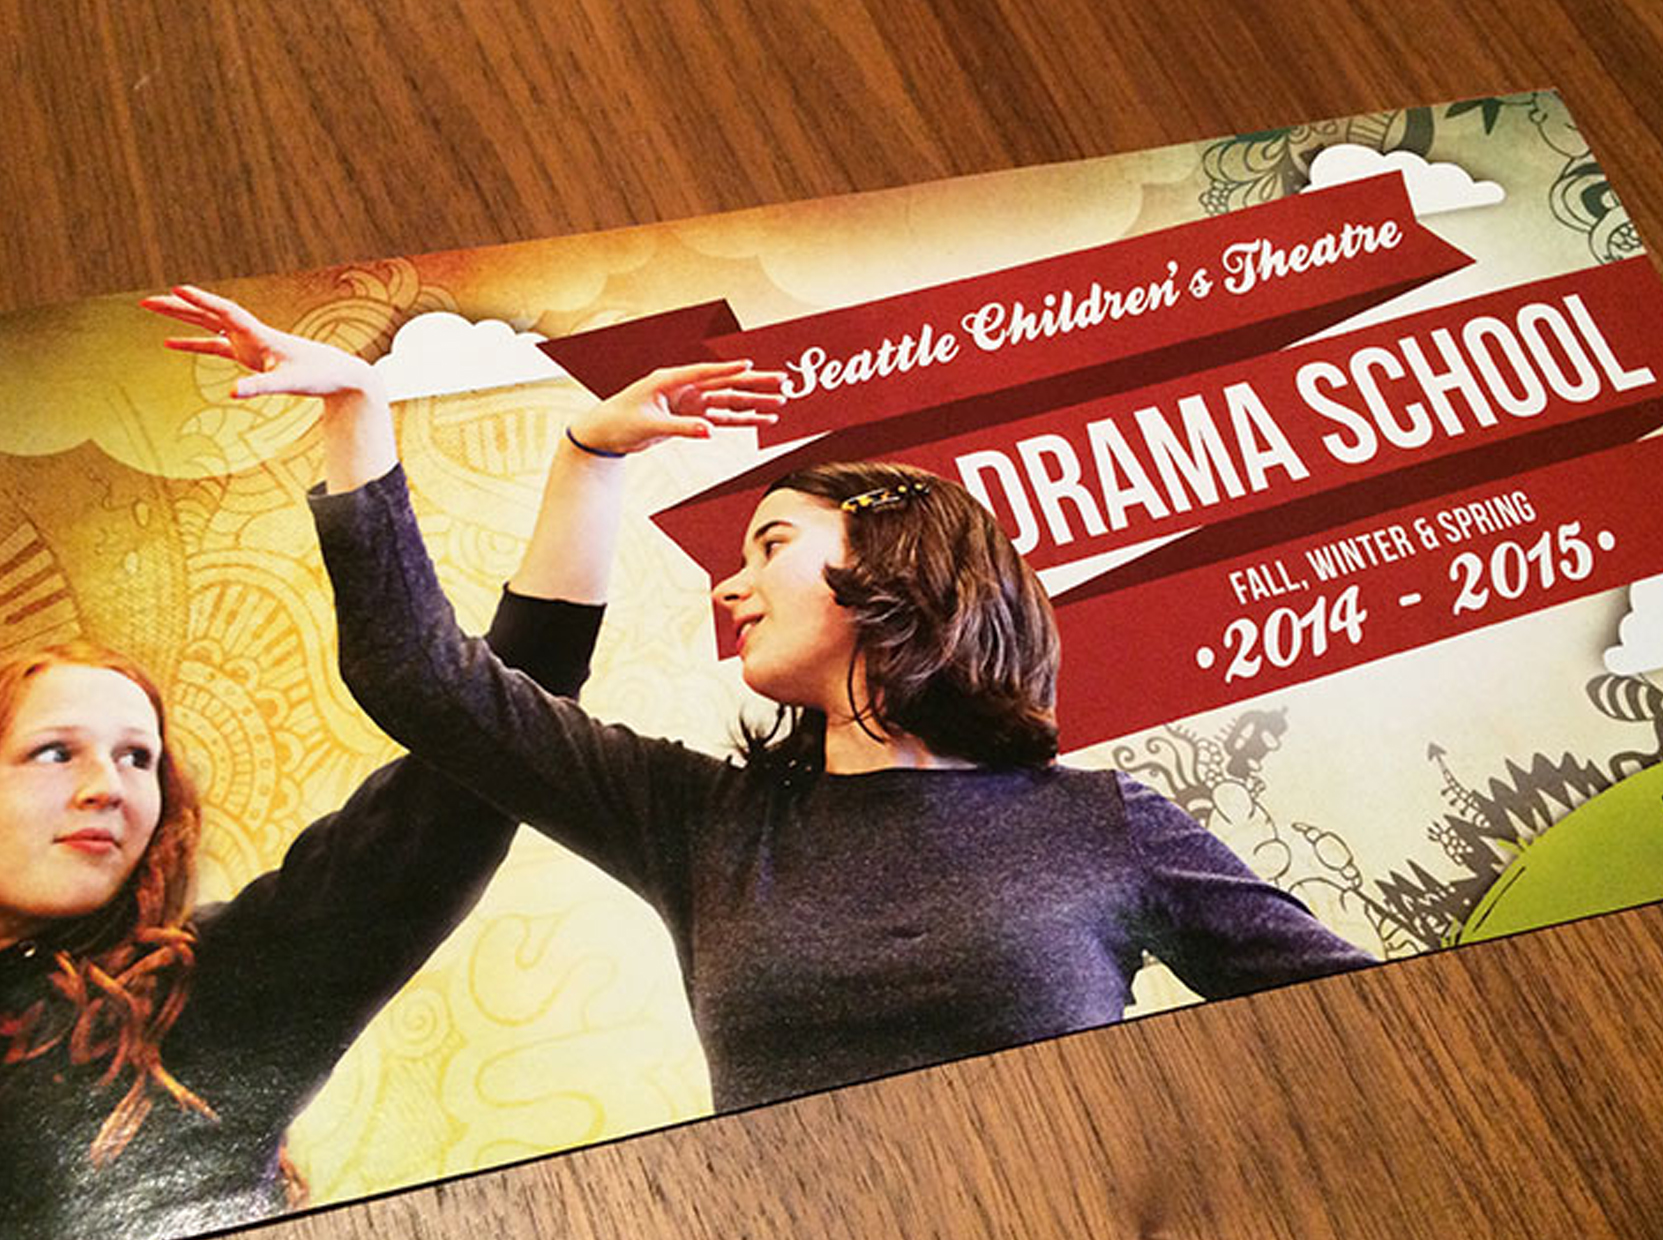 Seattle Children's Theatre
DRAMA SCHOOL
FALL, WINTER & SPRING
•2014 - 2015•